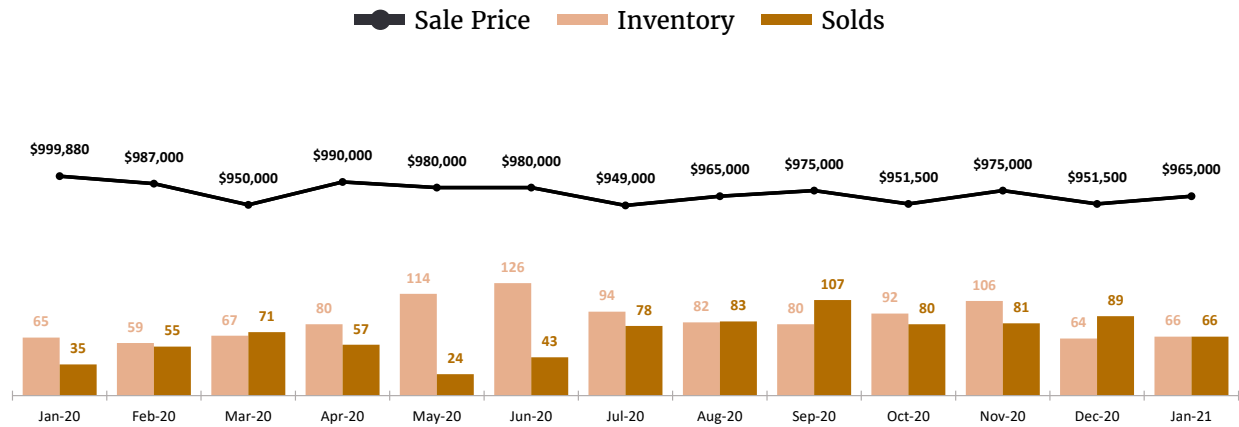 Sale Price Inventory Solds
$999,880 $987,000 $950,000 $990,000 $980,000 $980,000 $949,000 $965,000 $975,000 $951,500 $975,000 $951,500 $965,000
65 59 67 80 114 126 94 82 80 92 106 64 66
35 55 71 57 24 43 78 83 107 80 81 89 66
Jan-20 Feb-20 Mar-20 Apr-20 May-20 Jun-20 Jul-20 Aug-20 Sep-20 Oct-20 Nov-20 Dec-20 Jan-21